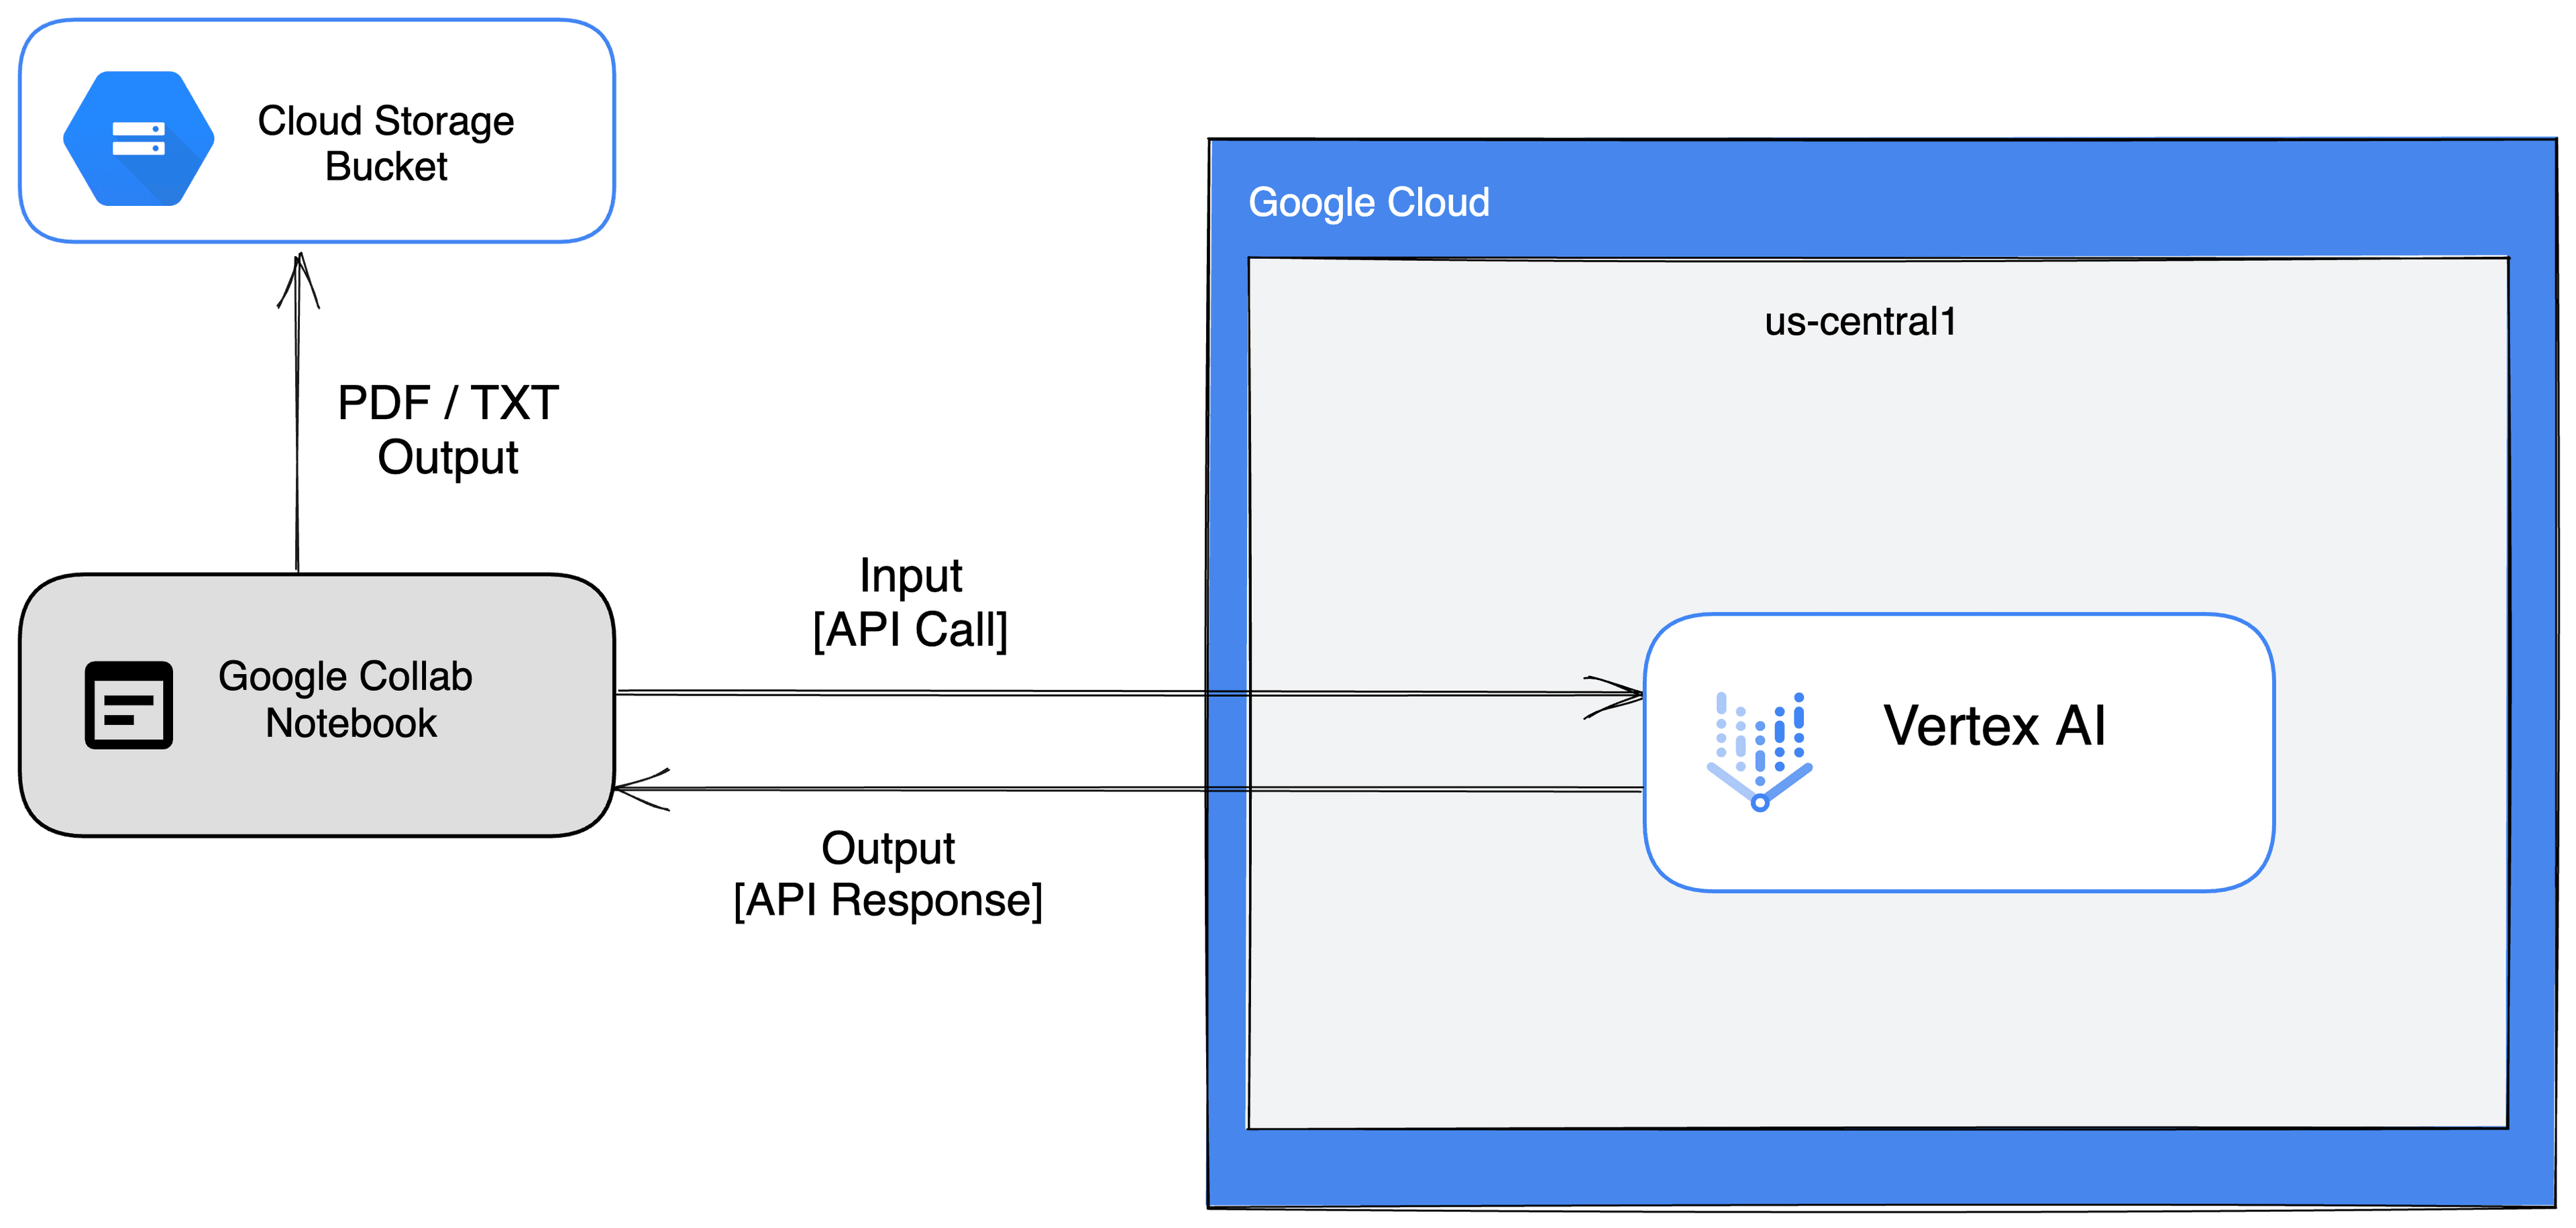 Cloud Storage
Bucket
Google Cloud
us-central1
PDF / TXT
Output
Input
[API Call]
Google Collab
Notebook
Vertex AI
Output
[API Response]